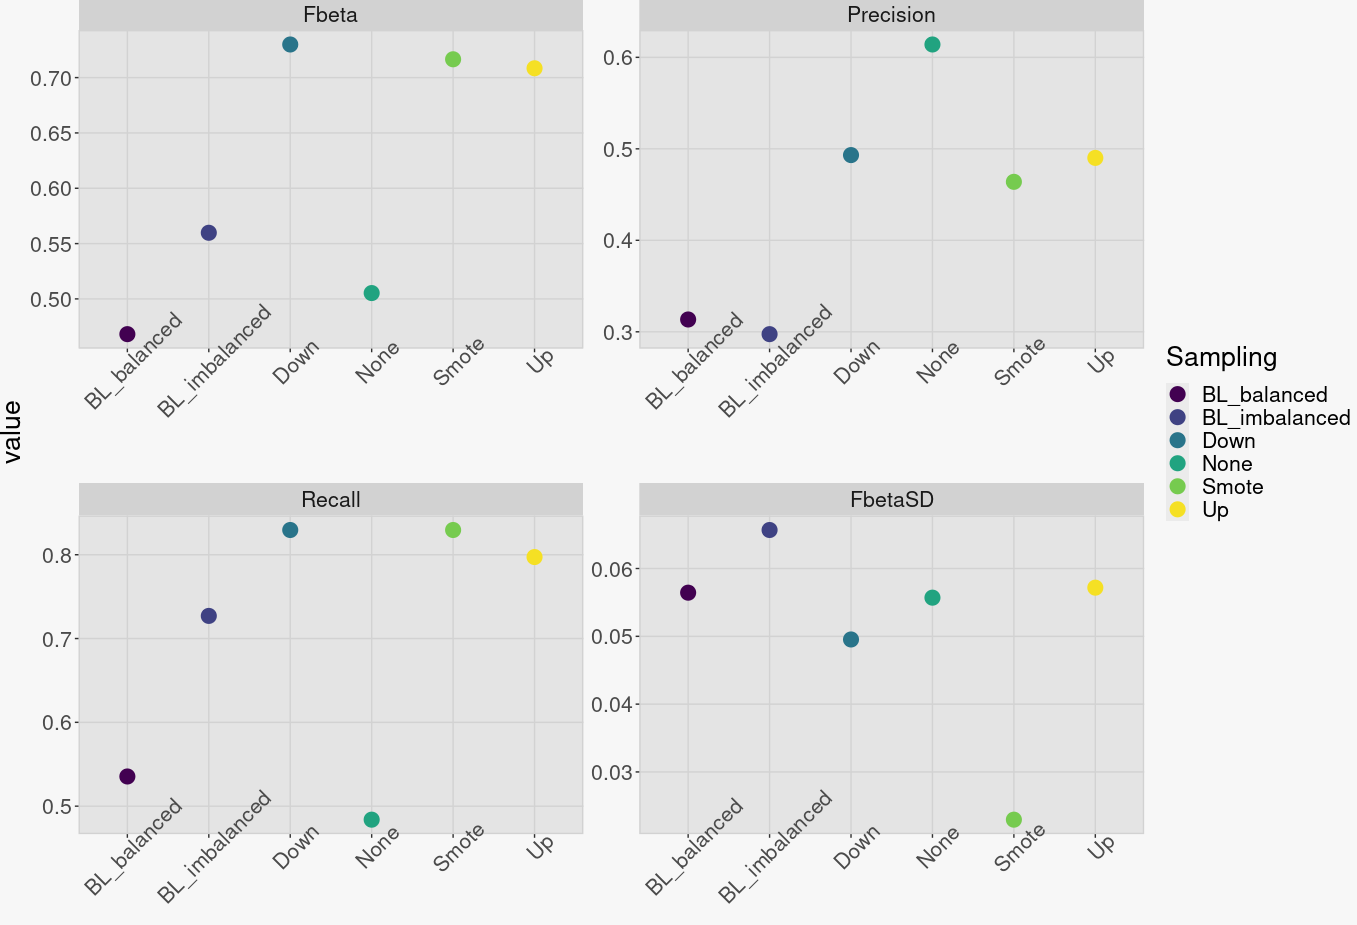 Fbeta
0.70
0.65
0.60
0.55
0.50
BL_balanced
BL_imbalanced
Down
None
Smote
Up
Precision
0.6
0.5
0.4
0.3
BL_balanced
BL_imbalanced
Down
None
Smote
Up
value
Recall
0.8
0.7
0.6
0.5
BL_balanced
BL_imbalanced
Down
None
Smote
Up
FbetaSD
0.06
0.05
0.04
0.03
BL_balanced
BL_imbalanced
Down
None
Smote
Up
Sampling
BL_balanced
BL_imbalanced
Down
None
Smote
Up